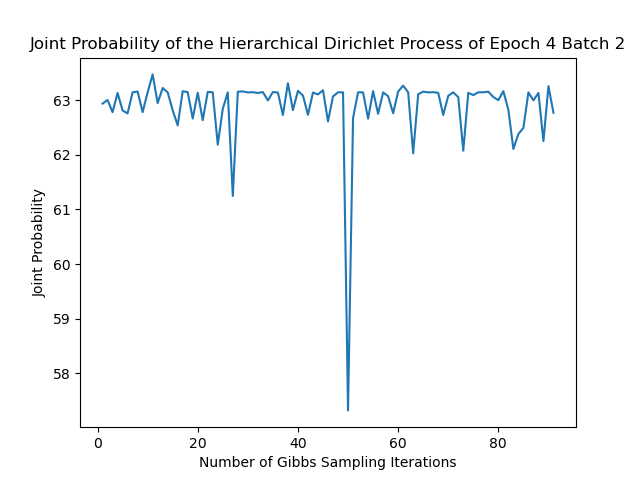 Joint Probability of the Hierarchical Dirichlet Process of Epoch 4 Batch 2
63
62
61
60
59
58
Joint Probability
0 20 40 60 80
Number of Gibbs Sampling Iterations